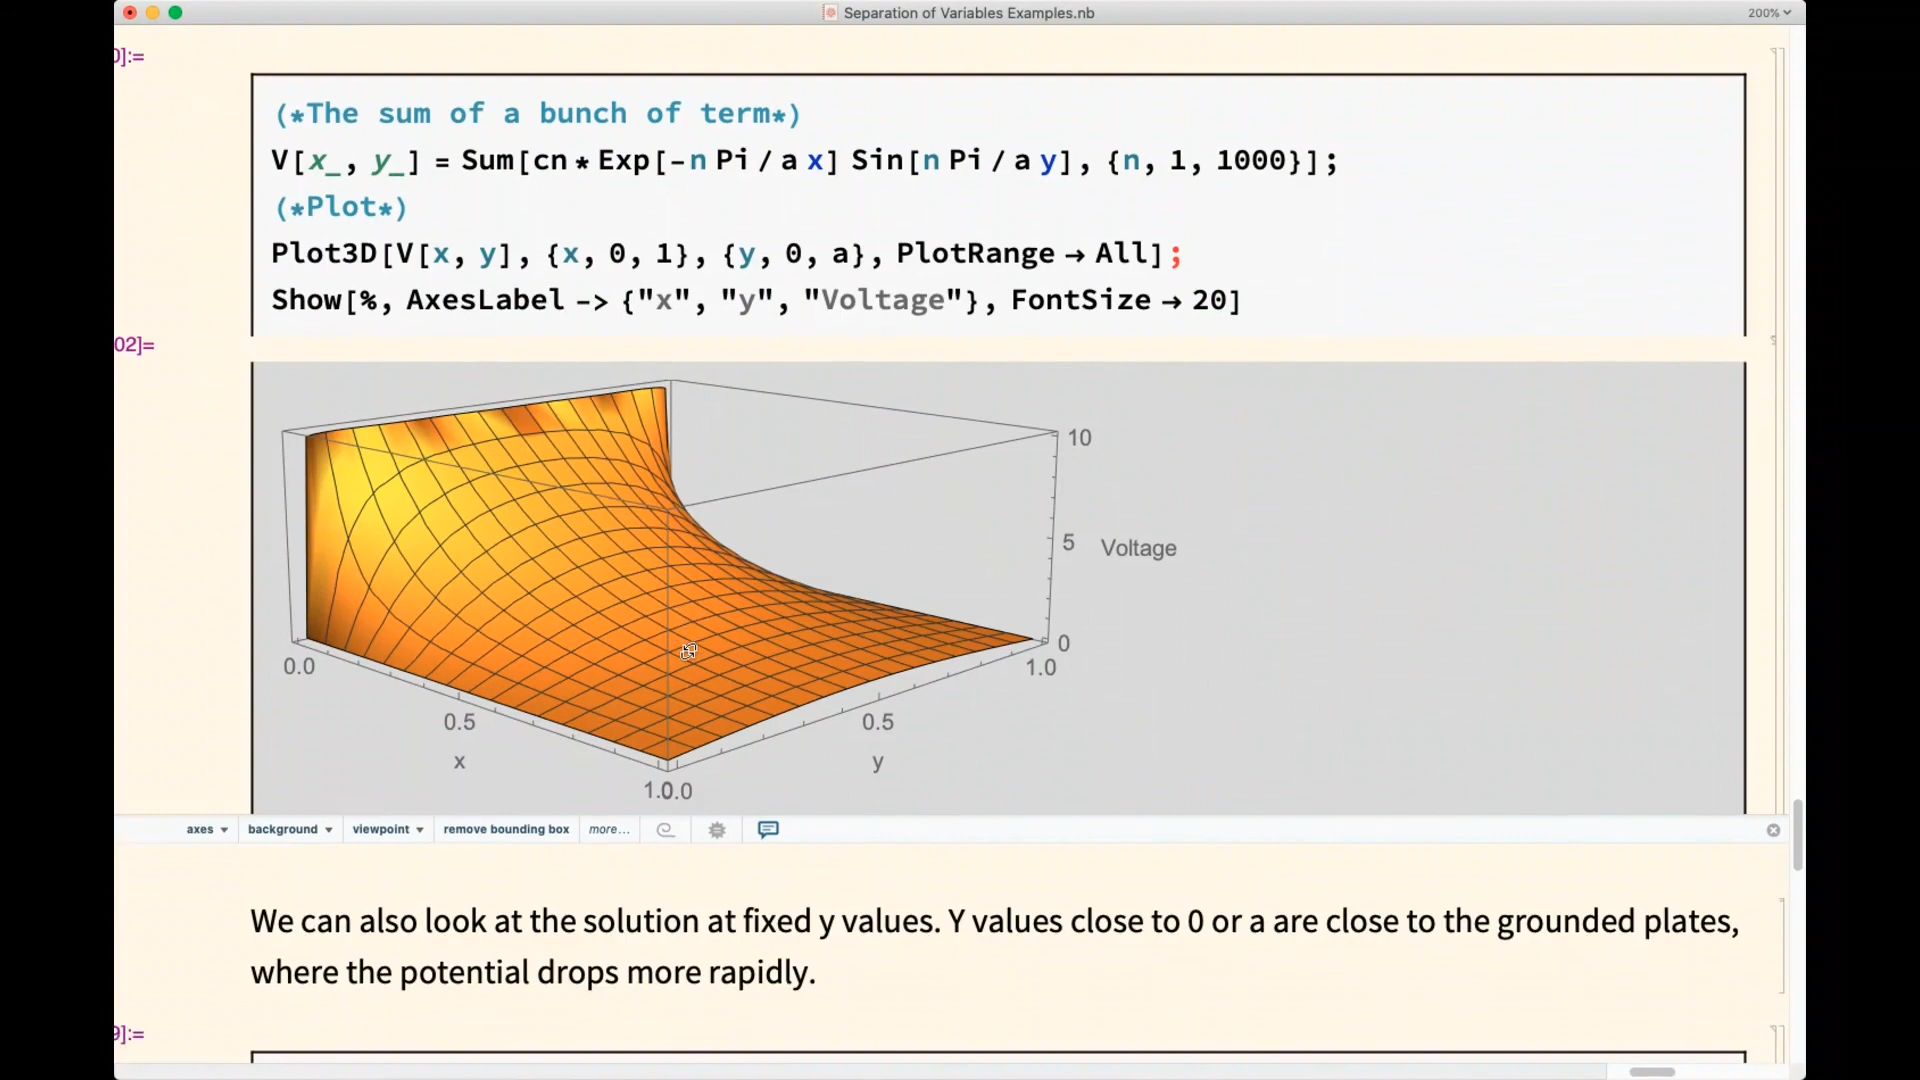 Separation of Variables Examples.nb
200%
0]:=
(*The sum of a bunch of term*)
V[x_, y_] = Sum[cn * Exp[-n Pi / a x] Sin[n Pi / a y], {n, 1, 1000}];
(*Plot*)
Plot3D[V[x, y], {x, 0, 1}, {y, 0, a}, PlotRange → All];
Show[%, AxesLabel -> {"x", "y", "Voltage"}, FontSize → 20]
02]=
10
5 Voltage
0
0.0
1.0
0.5
0.5
x
y
1.0.0
axes background viewpoint remove bounding box more...
We can also look at the solution at fixed y values. Y values close to 0 or a are close to the grounded plates,
where the potential drops more rapidly.
9]:=